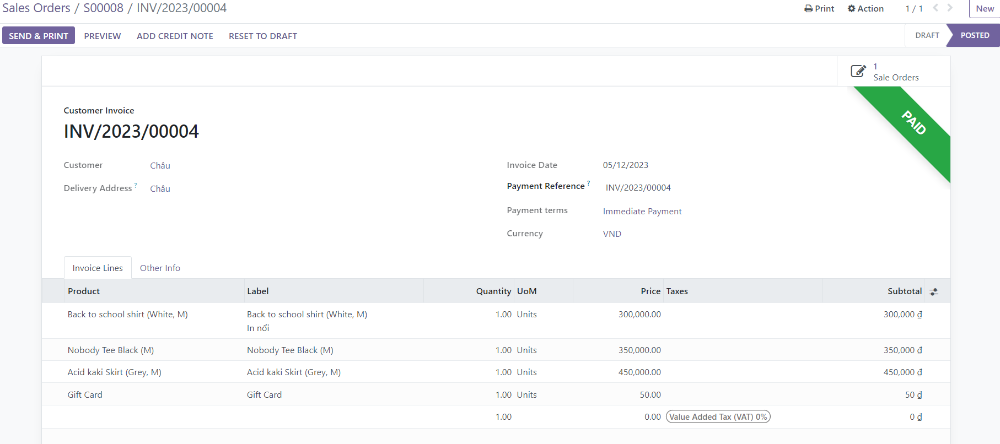 Sales Orders / S00008 / INV/2023/00004
Print Action 1 / 1 New
SEND & PRINT PREVIEW ADD CREDIT NOTE RESET TO DRAFT DRAFT POSTED
1
Sale Orders
PAID
Customer Invoice
INV/2023/00004
Customer Châu Invoice Date 05/12/2023
Delivery Address ? Châu Payment Reference ? INV/2023/00004
Payment terms Immediate Payment
Currency VND
Invoice Lines Other Info
Product Label Quantity UoM Price Taxes Subtotal
Back to school shirt (White, M) Back to school shirt (White, M) 1.00 Units 300,000.00 300,000 ₫
In nổi
Nobody Tee Black (M) Nobody Tee Black (M) 1.00 Units 350,000.00 350,000 ₫
Acid kaki Skirt (Grey, M) Acid kaki Skirt (Grey, M) 1.00 Units 450,000.00 450,000 ₫
Gift Card Gift Card 1.00 Units 50.00 50 ₫
1.00 0.00 Value Added Tax (VAT) 0% 0 ₫